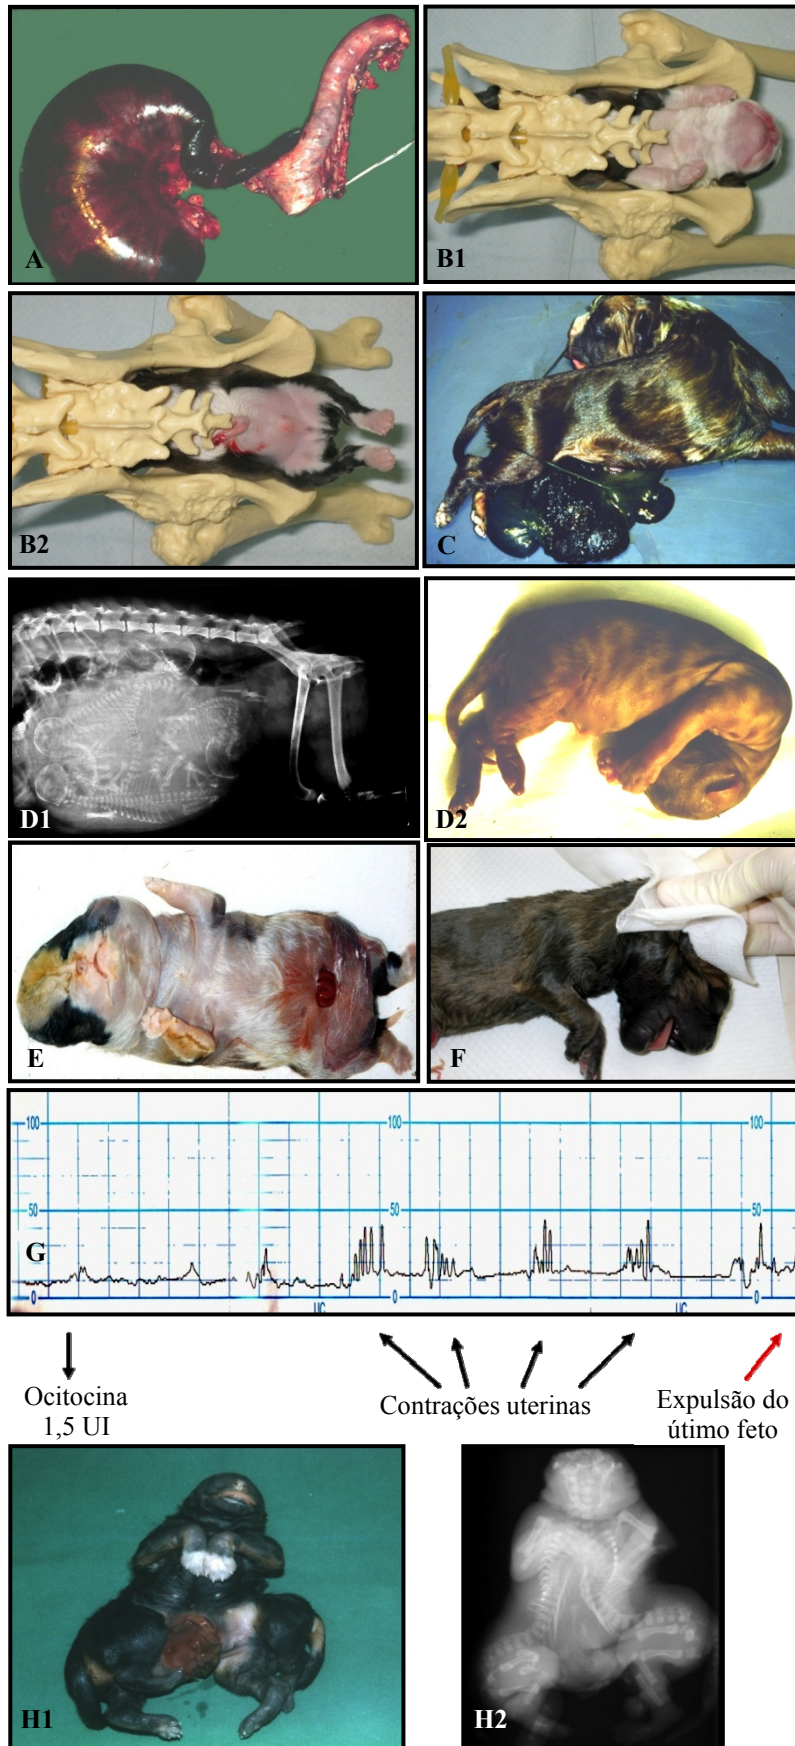 A
B1
B2
C
D1
D2
E
F
100
100
100
50
50
50
G
0
0
0
UC
UC
Ocitocina
1,5 UI
Contrações uterinas
Expulsão do
útimo feto
H1
H2